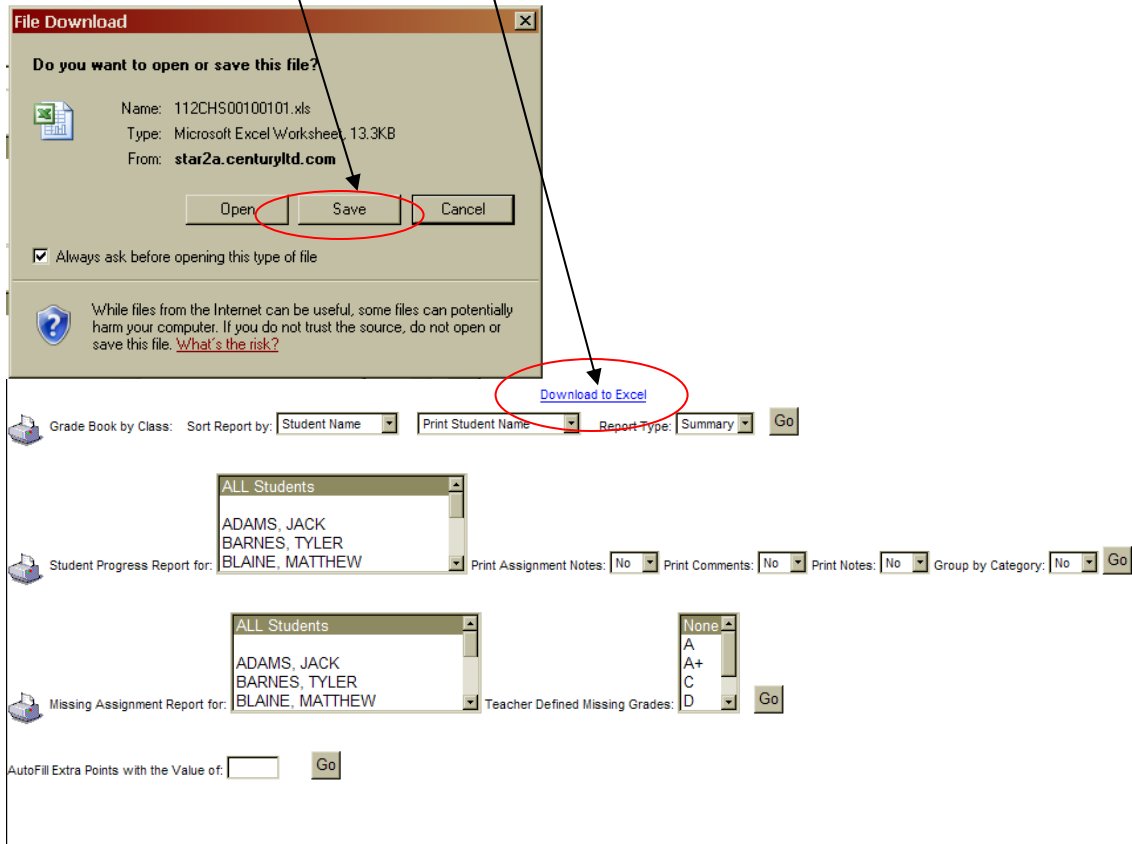 File Download
Do you want to open or save this file?
Name: 112CHS00100101.xls
Type: Microsoft Excel Worksheet, 13.3KB
From: star2a.centuryltd.com
Open Save Cancel
Always ask before opening this type of file
While files from the Internet can be useful, some files can potentially
harm your computer. If you do not trust the source, do not open or
save this file. What's the risk?
Download to Excel
Grade Book by Class: Sort Report by: Student Name Print Student Name Report Type: Summary Go
ALL Students
ADAMS, JACK
BARNES, TYLER
Student Progress Report for: BLAINE, MATTHEW Print Assignment Notes: No Print Comments: No Print Notes: No Group by Category: No Go
ALL Students None
A
ADAMS, JACK A+
BARNES, TYLER C
Missing Assignment Report for: BLAINE, MATTHEW Teacher Defined Missing Grades: D Go
AutoFill Extra Points with the Value of: Go